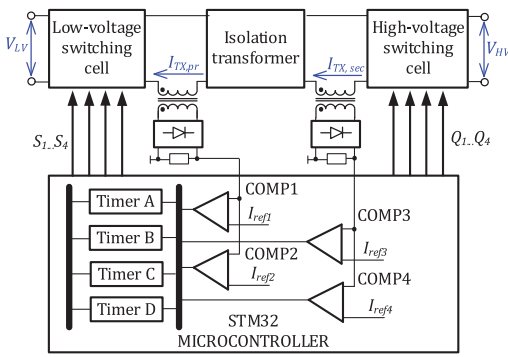 Low-voltage
switching
cell
Isolation
transformer
High-voltage
switching
cell
V_LV
I_TX,pr
I_TX,sec
V_HV
S_1...S_4
Q_1...Q_4
Timer A
Timer B
Timer C
Timer D
COMP1
I_ref1
COMP2
I_ref2
COMP3
I_ref3
COMP4
I_ref4
STM32
MICROCONTROLLER